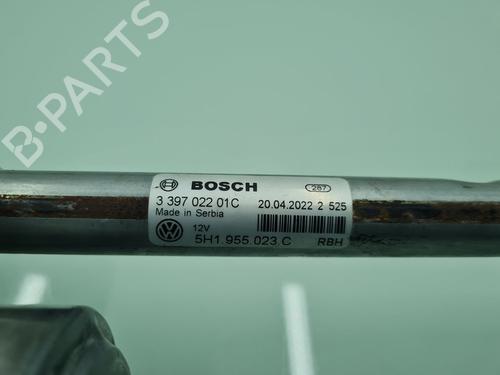 BOSCH
267
3 397 022 01C
20.04.2022 2 525
Made in Serbia
12V
5H1.955.023.C
RBH
B-PARTS